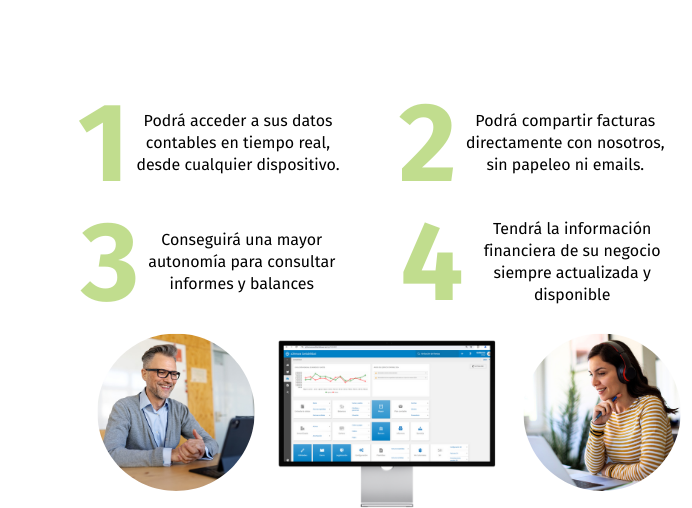 1
Podrá acceder a sus datos
contables en tiempo real,
desde cualquier dispositivo.
2
Podrá compartir facturas
directamente con nosotros,
sin papeleo ni emails.
3
Conseguirá una mayor
autonomía para consultar
informes y balances
4
Tendrá la información
financiera de su negocio
siempre actualizada y
disponible